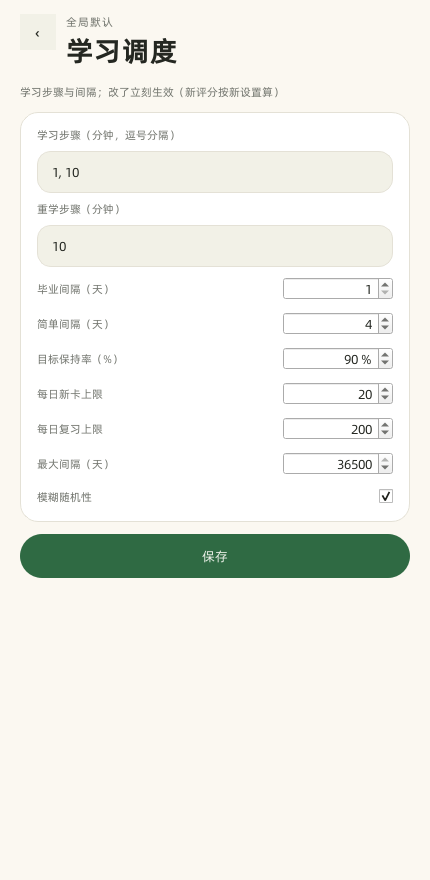 ‹
全局默认
学习调度
学习步骤与间隔；改了立刻生效（新评分按新设置算）
学习步骤（分钟，逗号分隔）
1, 10
重学步骤（分钟）
10
毕业间隔（天） 1
简单间隔（天） 4
目标保持率（%） 90 %
每日新卡上限 20
每日复习上限 200
最大间隔（天） 36500
模糊随机性
保存